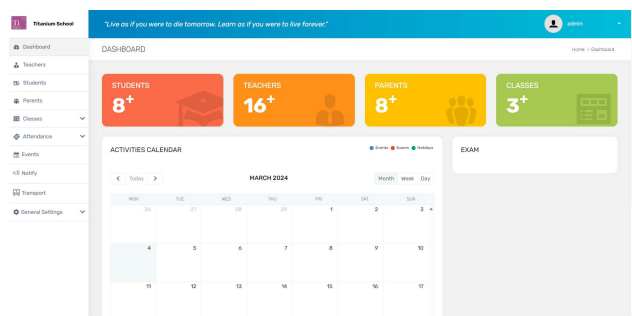 Ti Titanium School
"Live as if you were to die tomorrow. Learn as if you were to live forever."
admin
Dashboard
Teachers
Students
Parents
Classes
Attendance
Events
Notify
Transport
General Settings
DASHBOARD
Home / Dashboard
STUDENTS
8+
TEACHERS
16+
PARENTS
8+
CLASSES
3+
ACTIVITIES CALENDAR
Events Exams Holidays
Today
MARCH 2024
Month Week Day
MON TUE WED THU FRI SAT SUN
26 27 28 29 1 2 3
4 5 6 7 8 9 10
11 12 13 14 15 16 17
EXAM